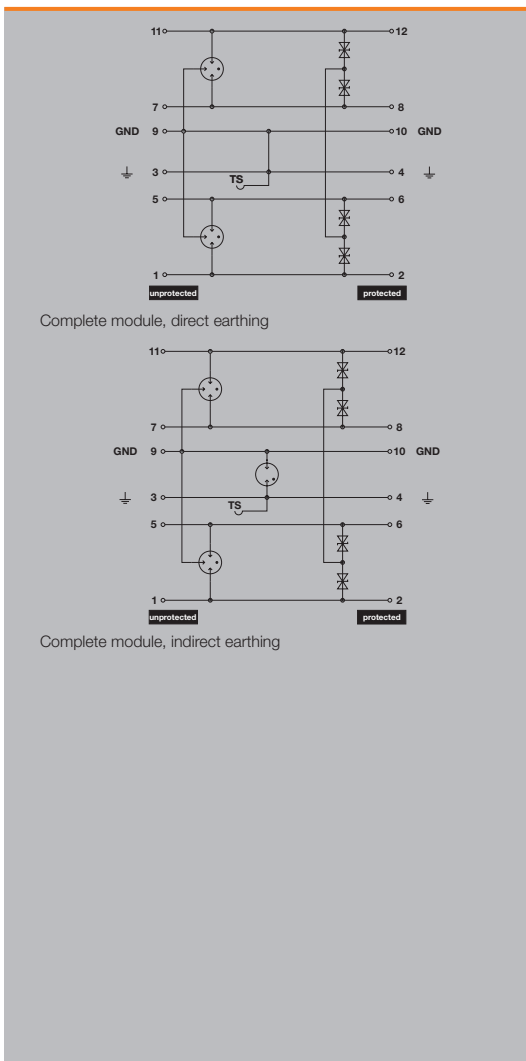 11 12
7 8
GND 9 10 GND
3 4
TS
5 6
1 2
unprotected protected
Complete module, direct earthing
11 12
7 8
GND 9 10 GND
3 4
TS
5 6
1 2
unprotected protected
Complete module, indirect earthing